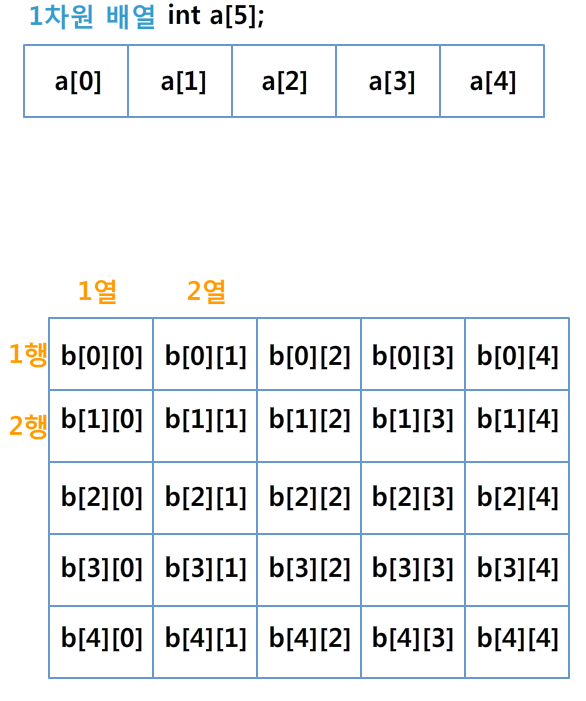 1차원 배열 int a[5];
a[0] a[1] a[2] a[3] a[4]
1열 2열
1행 b[0][0] b[0][1] b[0][2] b[0][3] b[0][4]
2행 b[1][0] b[1][1] b[1][2] b[1][3] b[1][4]
b[2][0] b[2][1] b[2][2] b[2][3] b[2][4]
b[3][0] b[3][1] b[3][2] b[3][3] b[3][4]
b[4][0] b[4][1] b[4][2] b[4][3] b[4][4]